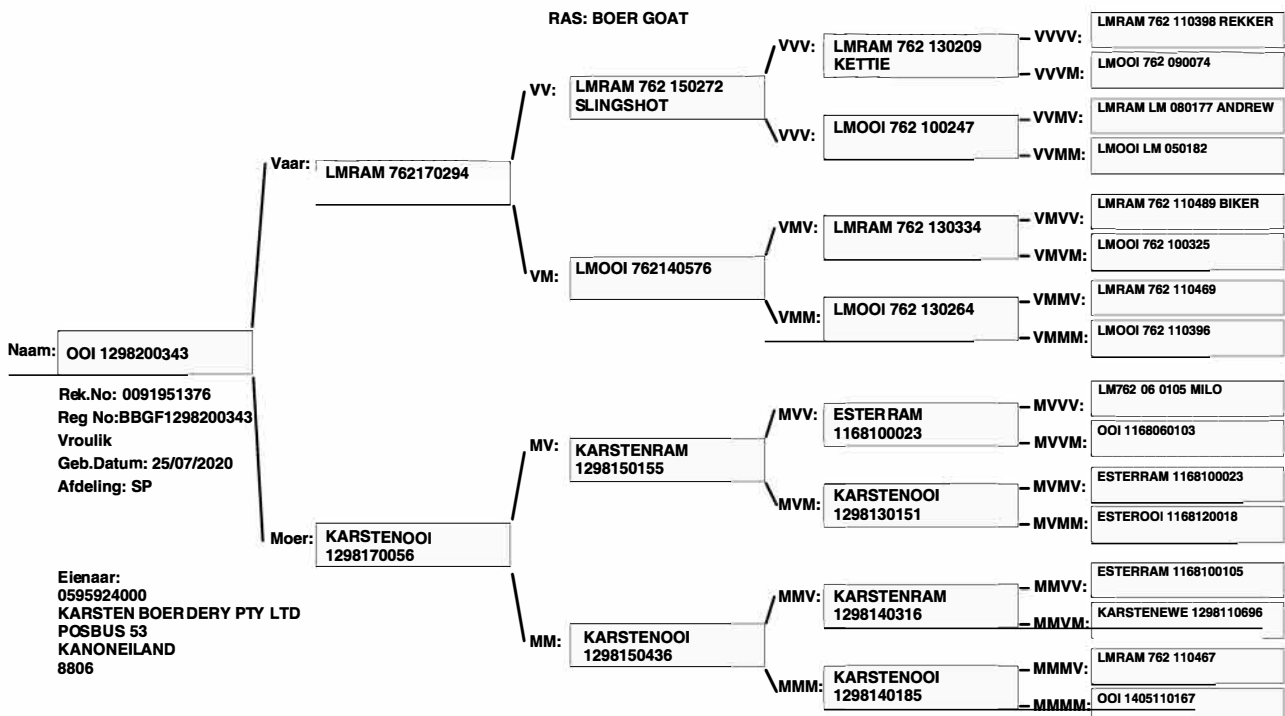 RAS: BOER GOAT
Naam: OOI 1298200343
Rek.No: 0091951376
Reg No:BBGF1298200343
Vroulik
Geb.Datum: 25/07/2020
Afdeling: SP
Eienaar:
0595924000
KARSTEN BOERDERY PTY LTD
POSBUS 53
KANONEILAND
8806
Vaar: LMRAM 762170294
Moer: KARSTENOOI
1298170056
VV: LMRAM 762 150272
SLINGSHOT
VM: LMOOI 762140576
MV: KARSTENRAM
1298150155
MM: KARSTENOOI
1298150436
VVV: LMRAM 762 130209
KETTIE
VVV: LMOOI 762 100247
VMV: LMRAM 762 130334
VMM: LMOOI 762 130264
MVV: ESTERRAM
1168100023
MVM: KARSTENOOI
1298130151
MMV: KARSTENRAM
1298140316
MMM: KARSTENOOI
1298140185
VVVV: LMRAM 762 110398 REKKER
VVVM: LMOOI 762 090074
VVMV: LMRAM LM 080177 ANDREW
VVMM: LMOOI LM 050182
VMVV: LMRAM 762 110489 BIKER
VMVM: LMOOI 762 100325
VMMV: LMRAM 762 110469
VMMM: LMOOI 762 110396
MVVV: LM762 06 0105 MILO
MVVM: OOI 1168060103
MVMV: ESTERRAM 1168100023
MVMM: ESTEROOI 1168120018
MMVV: ESTERRAM 1168100105
MMVM: KARSTENEWE 1298110696
MMMV: LMRAM 762 110467
MMMM: OOI 1405110167